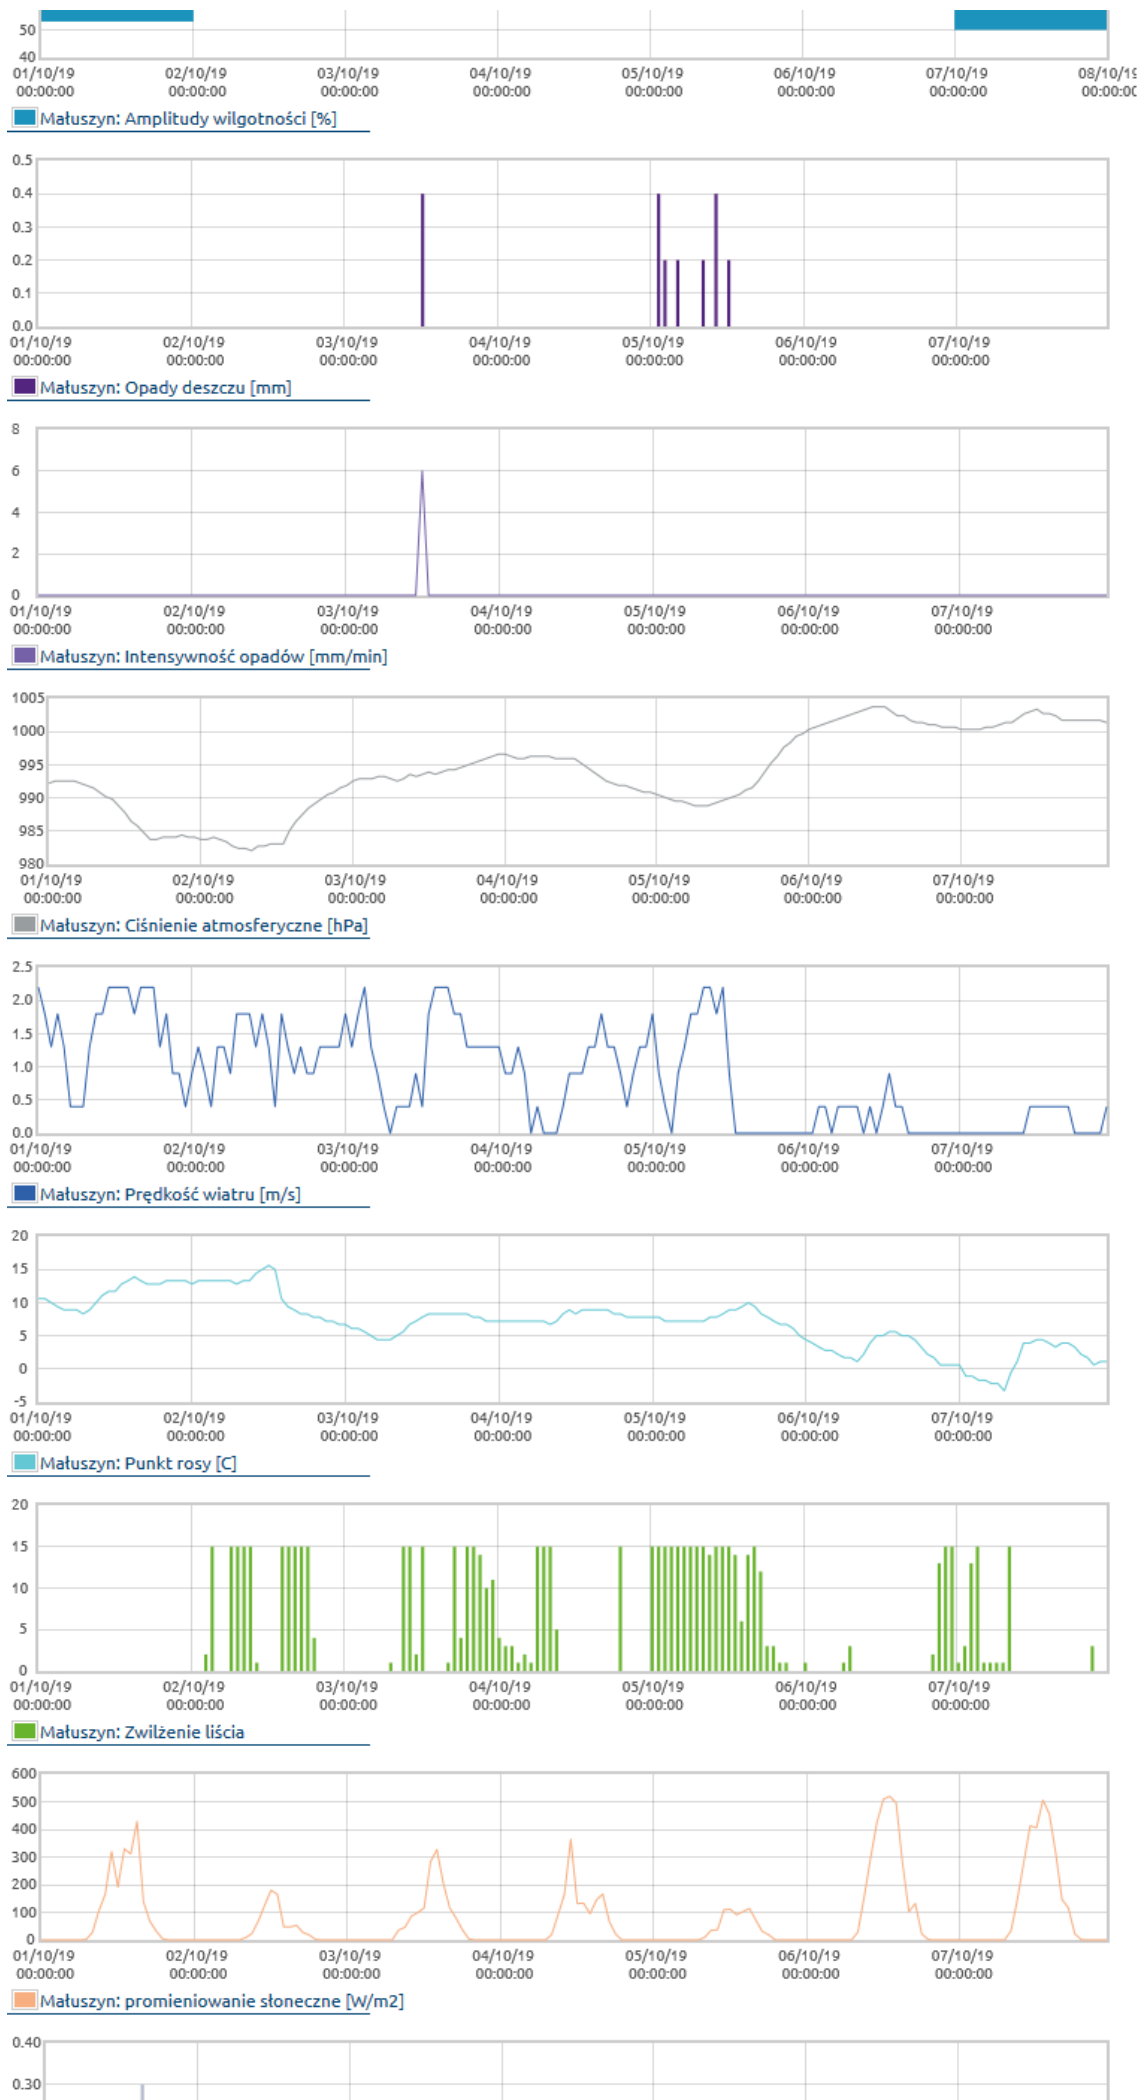 50
40
01/10/19 02/10/19 03/10/19 04/10/19 05/10/19 06/10/19 07/10/19 08/10/19
00:00:00 00:00:00 00:00:00 00:00:00 00:00:00 00:00:00 00:00:00 00:00:0
Małuszyn: Amplitudy wilgotności [%]
0.5
0.4
0.3
0.2
0.1
0.0
01/10/19 02/10/19 03/10/19 04/10/19 05/10/19 06/10/19 07/10/19
00:00:00 00:00:00 00:00:00 00:00:00 00:00:00 00:00:00 00:00:00
Małuszyn: Opady deszczu [mm]
8
6
4
2
0
01/10/19 02/10/19 03/10/19 04/10/19 05/10/19 06/10/19 07/10/19
00:00:00 00:00:00 00:00:00 00:00:00 00:00:00 00:00:00 00:00:00
Małuszyn: Intensywność opadów [mm/min]
1005
1000
995
990
985
980
01/10/19 02/10/19 03/10/19 04/10/19 05/10/19 06/10/19 07/10/19
00:00:00 00:00:00 00:00:00 00:00:00 00:00:00 00:00:00 00:00:00
Małuszyn: Ciśnienie atmosferyczne [hPa]
2.5
2.0
1.5
1.0
0.5
0.0
01/10/19 02/10/19 03/10/19 04/10/19 05/10/19 06/10/19 07/10/19
00:00:00 00:00:00 00:00:00 00:00:00 00:00:00 00:00:00 00:00:00
Małuszyn: Prędkość wiatru [m/s]
20
15
10
5
0
-5
01/10/19 02/10/19 03/10/19 04/10/19 05/10/19 06/10/19 07/10/19
00:00:00 00:00:00 00:00:00 00:00:00 00:00:00 00:00:00 00:00:00
Małuszyn: Punkt rosy [C]
20
15
10
5
0
01/10/19 02/10/19 03/10/19 04/10/19 05/10/19 06/10/19 07/10/19
00:00:00 00:00:00 00:00:00 00:00:00 00:00:00 00:00:00 00:00:00
Małuszyn: Zwilżenie liścia
600
500
400
300
200
100
0
01/10/19 02/10/19 03/10/19 04/10/19 05/10/19 06/10/19 07/10/19
00:00:00 00:00:00 00:00:00 00:00:00 00:00:00 00:00:00 00:00:00
Małuszyn: promieniowanie słoneczne [W/m2]
0.40
0.30